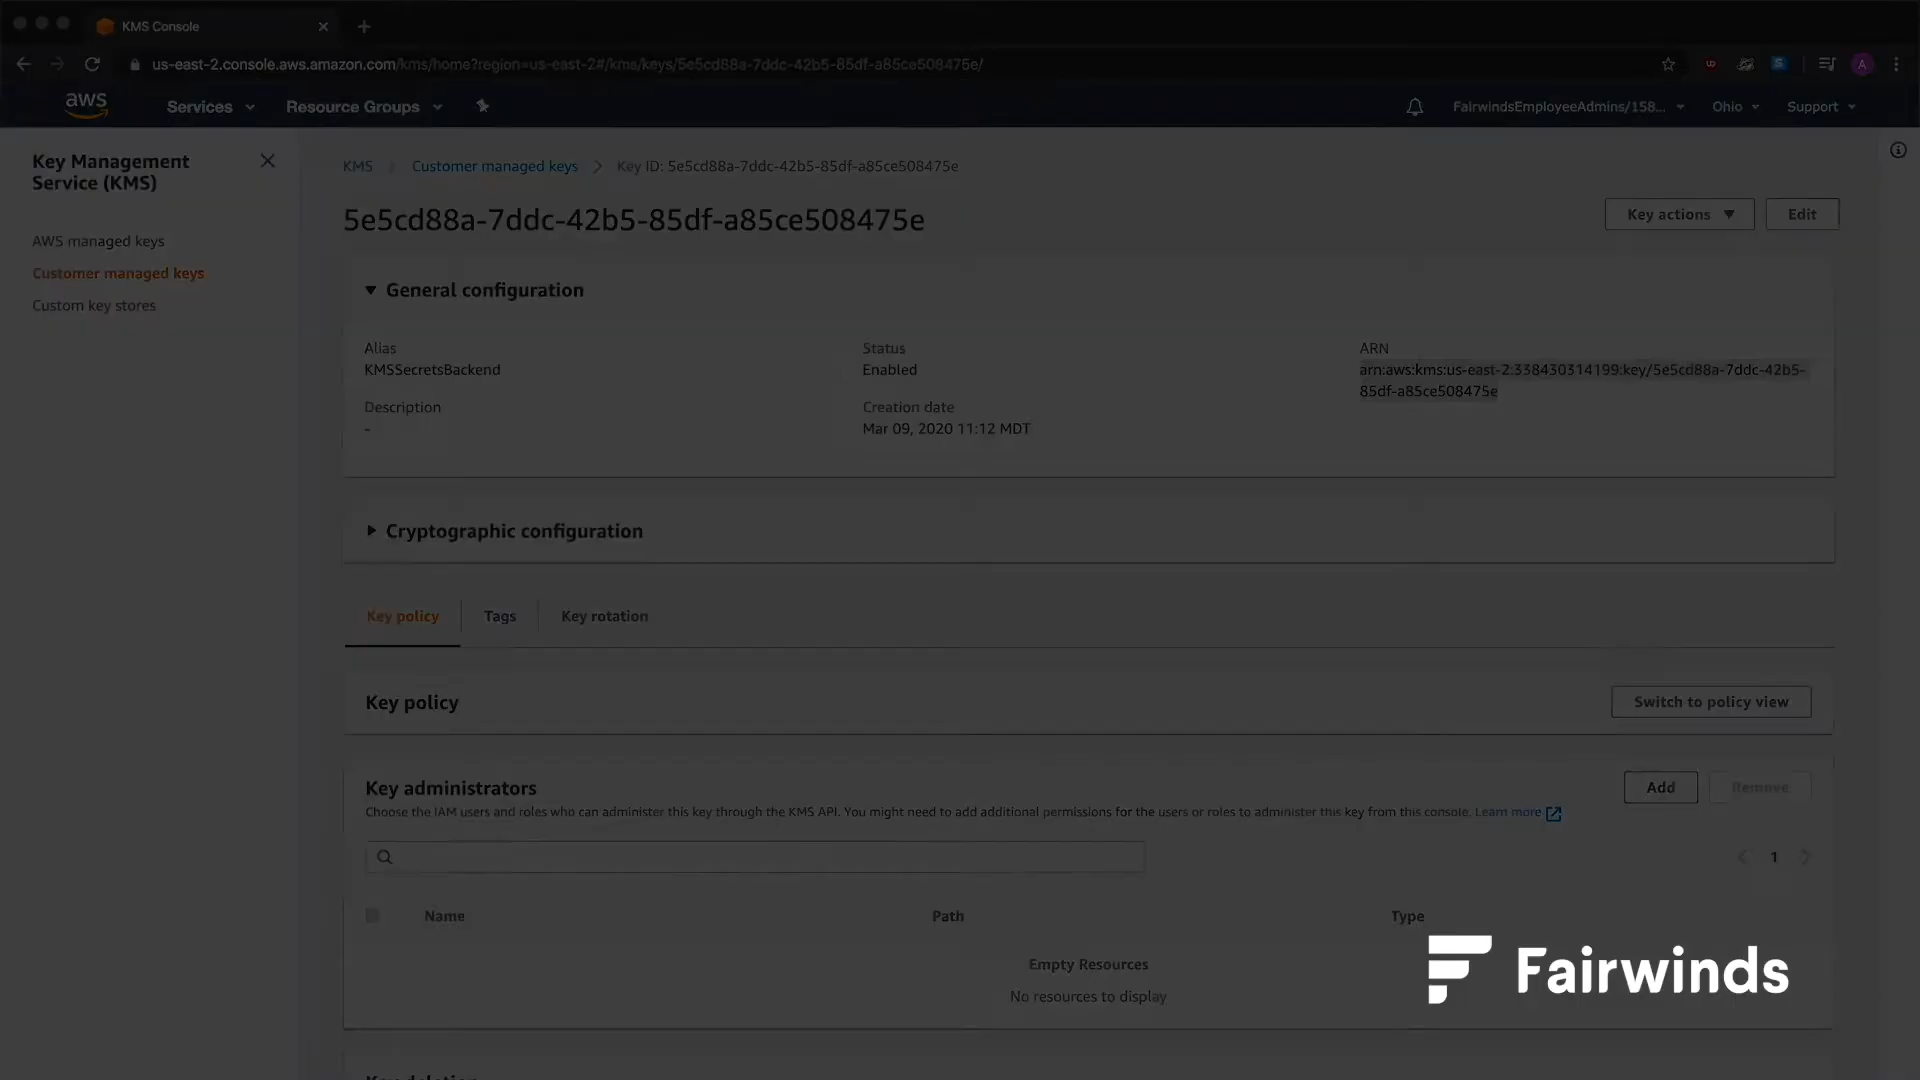 KMS Console
us-east-2.console.aws.amazon.com/kms/home?region=us-east-2#/kms/keys/5e5cd88a-7ddc-42b5-85df-a85ce508475e/
aws
Services
Resource Groups
FairwindsEmployeeAdmins/158...
Ohio
Support
Key Management
Service (KMS)
AWS managed keys
Customer managed keys
Custom key stores
KMS
Customer managed keys
Key ID: 5e5cd88a-7ddc-42b5-85df-a85ce508475e
5e5cd88a-7ddc-42b5-85df-a85ce508475e
Key actions
Edit
General configuration
Alias
KMSSecretsBackend
Description
-
Status
Enabled
Creation date
Mar 09, 2020 11:12 MDT
ARN
arn:aws:kms:us-east-2:338430314199:key/5e5cd88a-7ddc-42b5-
85df-a85ce508475e
Cryptographic configuration
Key policy
Tags
Key rotation
Key policy
Switch to policy view
Key administrators
Add
Remove
Choose the IAM users and roles who can administer this key through the KMS API. You might need to add additional permissions for the users or roles to administer this key from this console. Learn more
1
Name
Path
Type
Empty Resources
No resources to display
Fairwinds